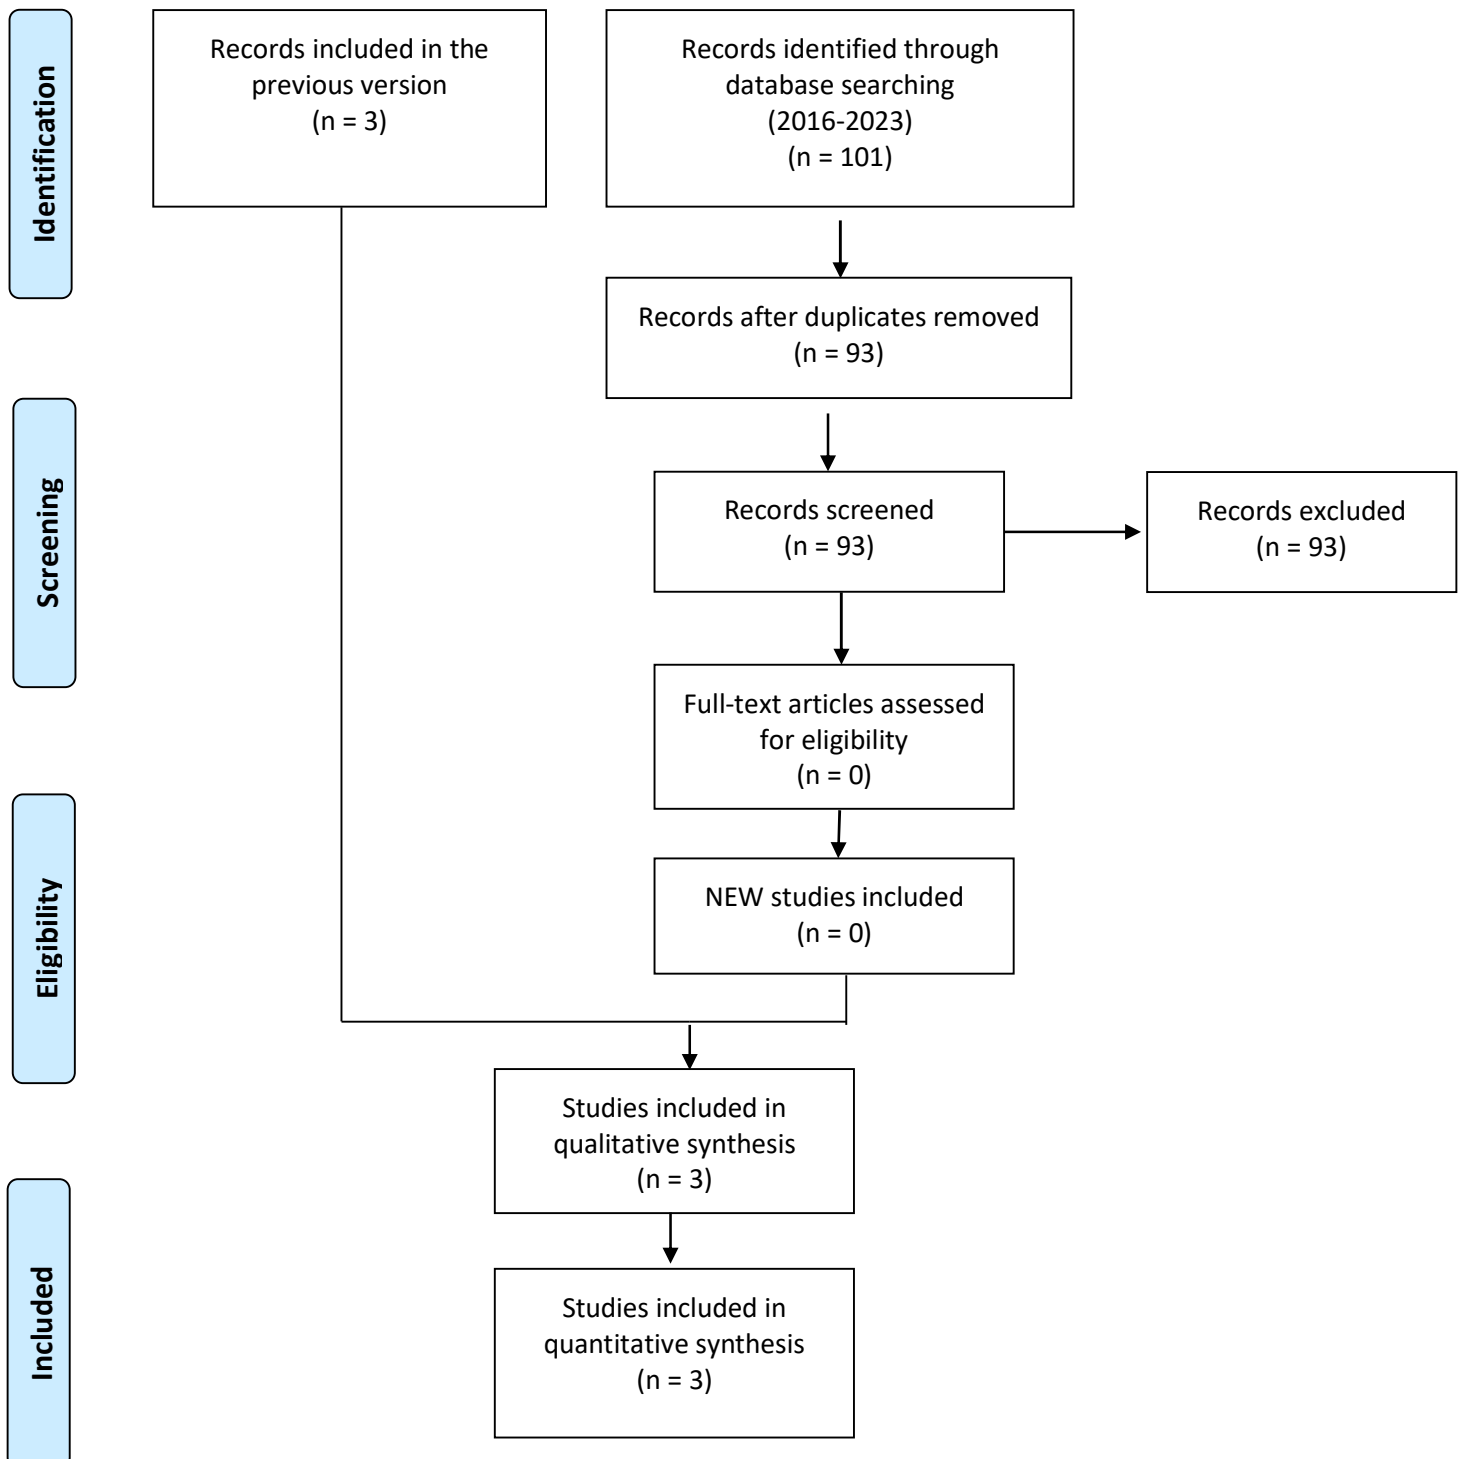 Identification
Records included in the
previous version
(n = 3)
Records identified through
database searching
(2016-2023)
(n = 101)
Records after duplicates removed
(n = 93)
Screening
Records screened
(n = 93)
Records excluded
(n = 93)
Full-text articles assessed
for eligibility
(n = 0)
Eligibility
NEW studies included
(n = 0)
Studies included in
qualitative synthesis
(n = 3)
Included
Studies included in
quantitative synthesis
(n = 3)